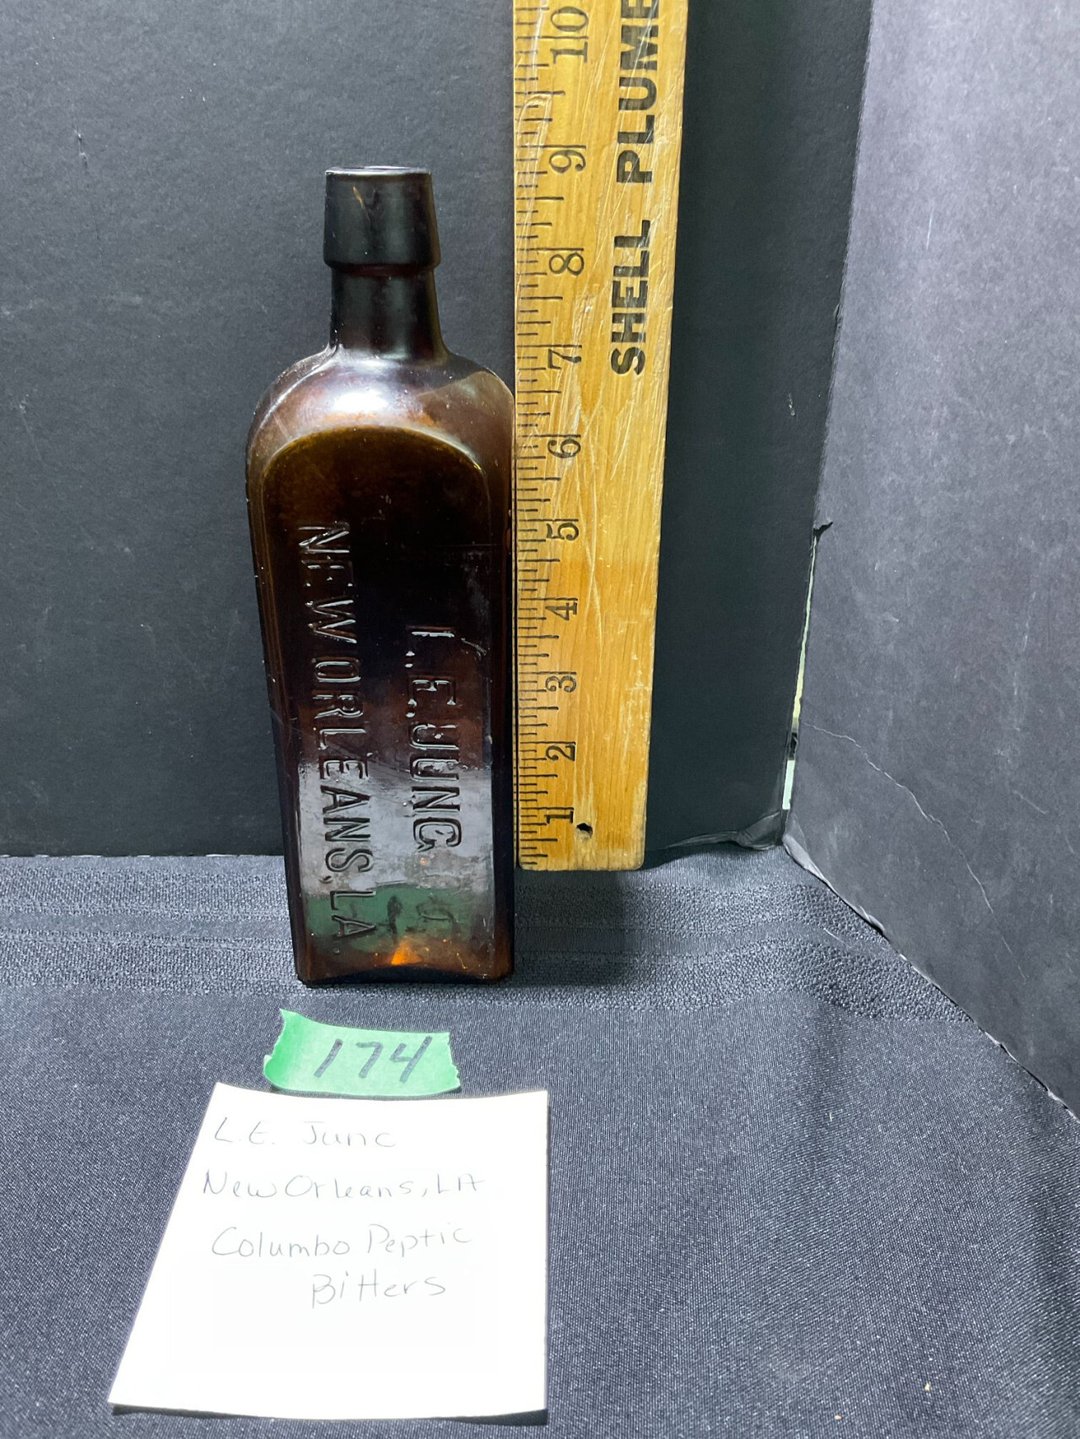 L.E. JUNG
NEW ORLEANS, LA.
SHELL PLUME
10
9
8
7
6
5
4
3
2
1
174
L.E. Junc
New Orleans, LA
Columbo Peptic
Bitters